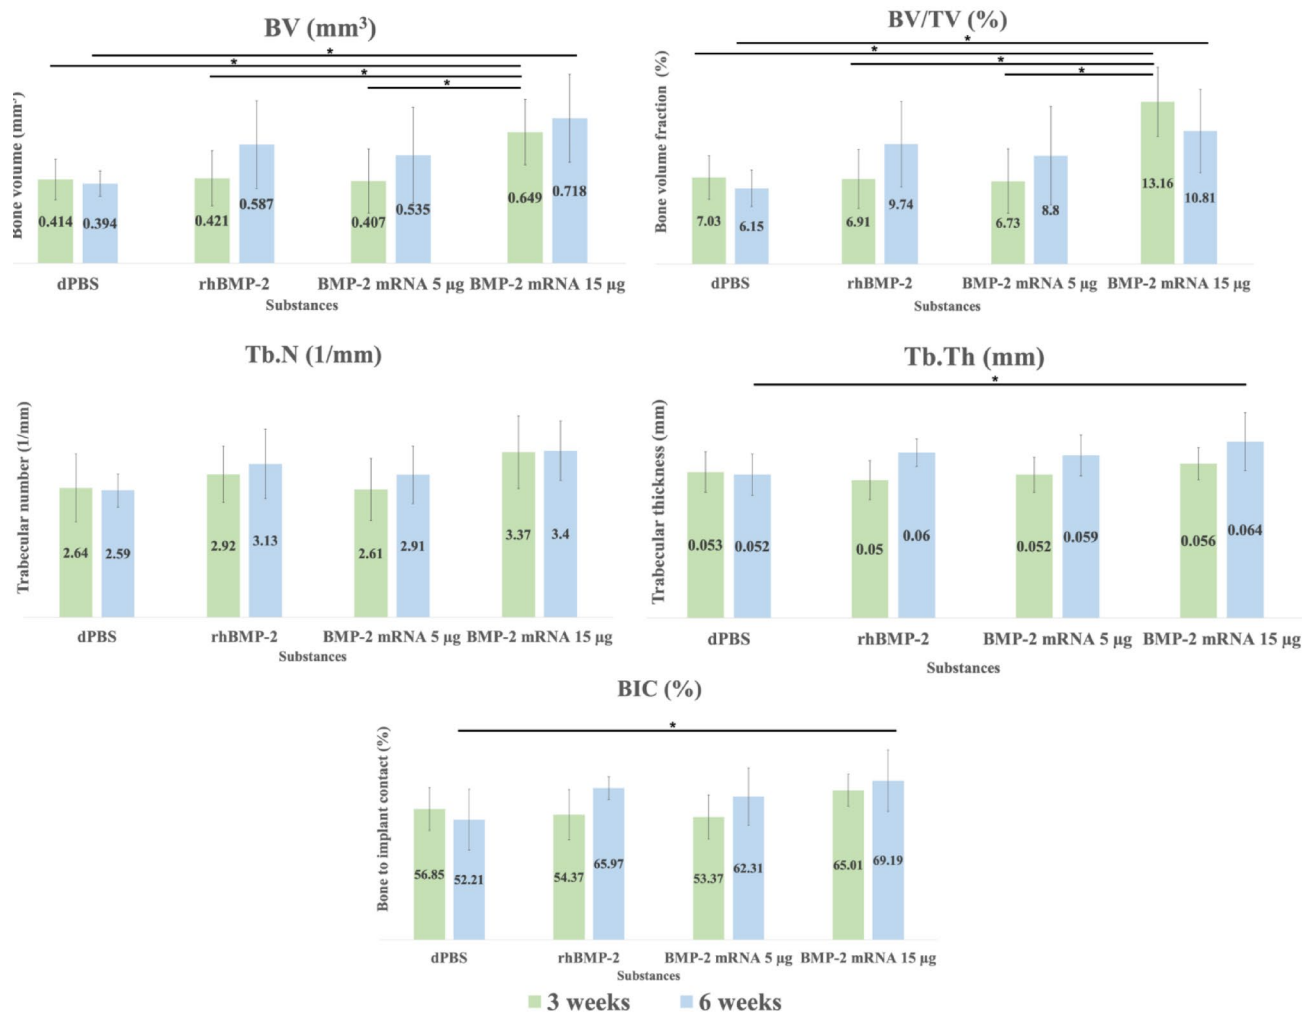 BV (mm³)
*
*
*
*
Bone volume (mm³)
0.414
0.394
0.421
0.587
0.407
0.535
0.649
0.718
dPBS
rhBMP-2
BMP-2 mRNA 5 µg
BMP-2 mRNA 15 µg
Substances
BV/TV (%)
*
*
*
*
Bone volume fraction (%)
7.03
6.15
6.91
9.74
6.73
8.8
13.16
10.81
dPBS
rhBMP-2
BMP-2 mRNA 5 µg
BMP-2 mRNA 15 µg
Substances
Tb.N (1/mm)
Trabecular number (1/mm)
2.64
2.59
2.92
3.13
2.61
2.91
3.37
3.4
dPBS
rhBMP-2
BMP-2 mRNA 5 µg
BMP-2 mRNA 15 µg
Substances
Tb.Th (mm)
*
Trabecular thickness (mm)
0.053
0.052
0.05
0.06
0.052
0.059
0.056
0.064
dPBS
rhBMP-2
BMP-2 mRNA 5 µg
BMP-2 mRNA 15 µg
Substances
BIC (%)
*
Bone to implant contact (%)
56.85
52.21
54.37
65.97
53.37
62.31
65.01
69.19
dPBS
rhBMP-2
BMP-2 mRNA 5 µg
BMP-2 mRNA 15 µg
Substances
3 weeks
6 weeks